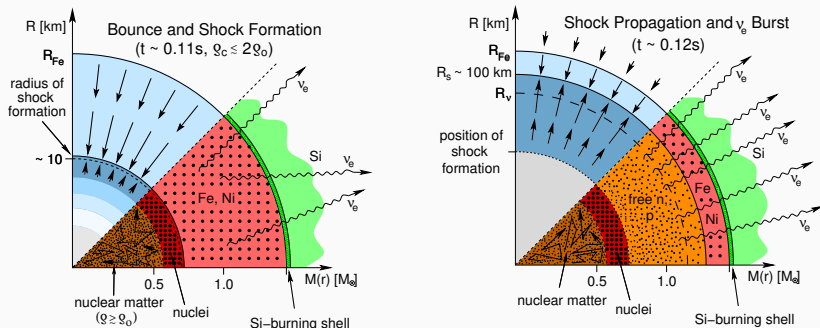 R [km]
Bounce and Shock Formation
(t ~ 0.11s, ϱc ≤ 2ϱo)
RFe
νe
radius of
shock
formation
Si
~ 10
νe
Fe, Ni
νe
0.5
1.0
M(r) [M☉]
nuclear matter
(ϱ ≳ ϱo)
nuclei
Si−burning shell
R [km]
Shock Propagation and νe Burst
(t ~ 0.12s)
RFe
Rs ~ 100 km
νe
Rν
νe
position of
shock
formation
Si
νe
Fe
free n,
p
νe
Ni
νe
0.5
1.0
M(r) [M☉]
nuclear matter
nuclei
Si−burning shell